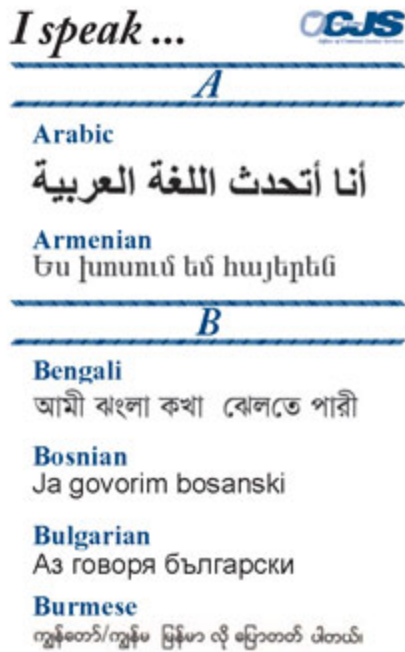 I speak ...
OCJS
A
Arabic
أنا أتحدث اللغة العربية
Armenian
Ես խոսում եմ հայերեն
B
Bengali
আমী ঝংলা কখা ঝেলতে পারী
Bosnian
Ja govorim bosanski
Bulgarian
Аз говоря български
Burmese
ကျွန်တော်/ကျွန်မ မြန်မာ လို ပြောတတ် ပါတယ်၊